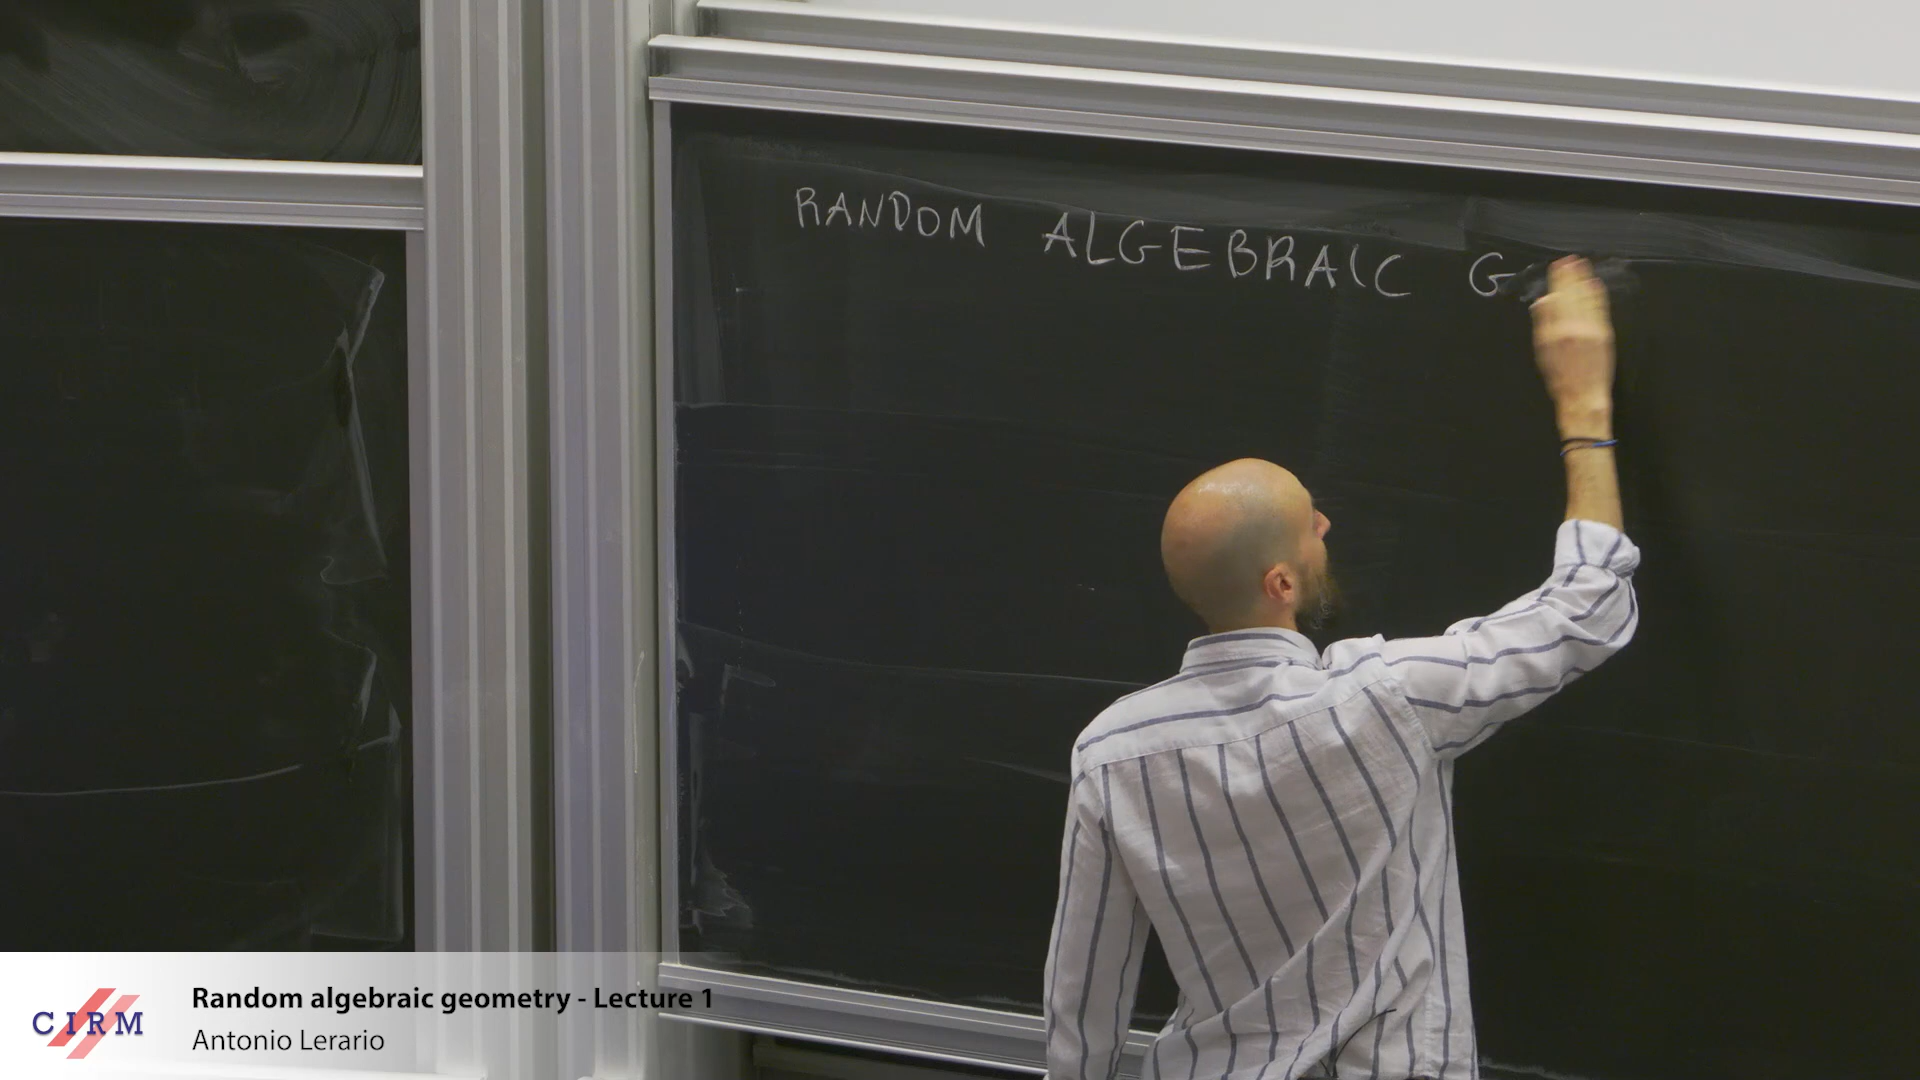 RANDOM ALGEBRAIC G
CIRM
Random algebraic geometry - Lecture 1
Antonio Lerario